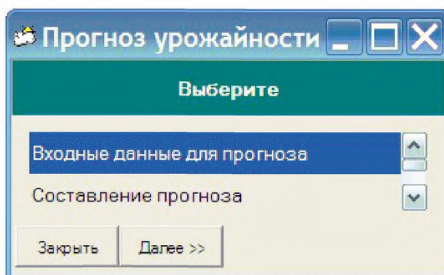 Прогноз урожайности
Выберите
Входные данные для прогноза
Составление прогноза
Закрыть Далее >>